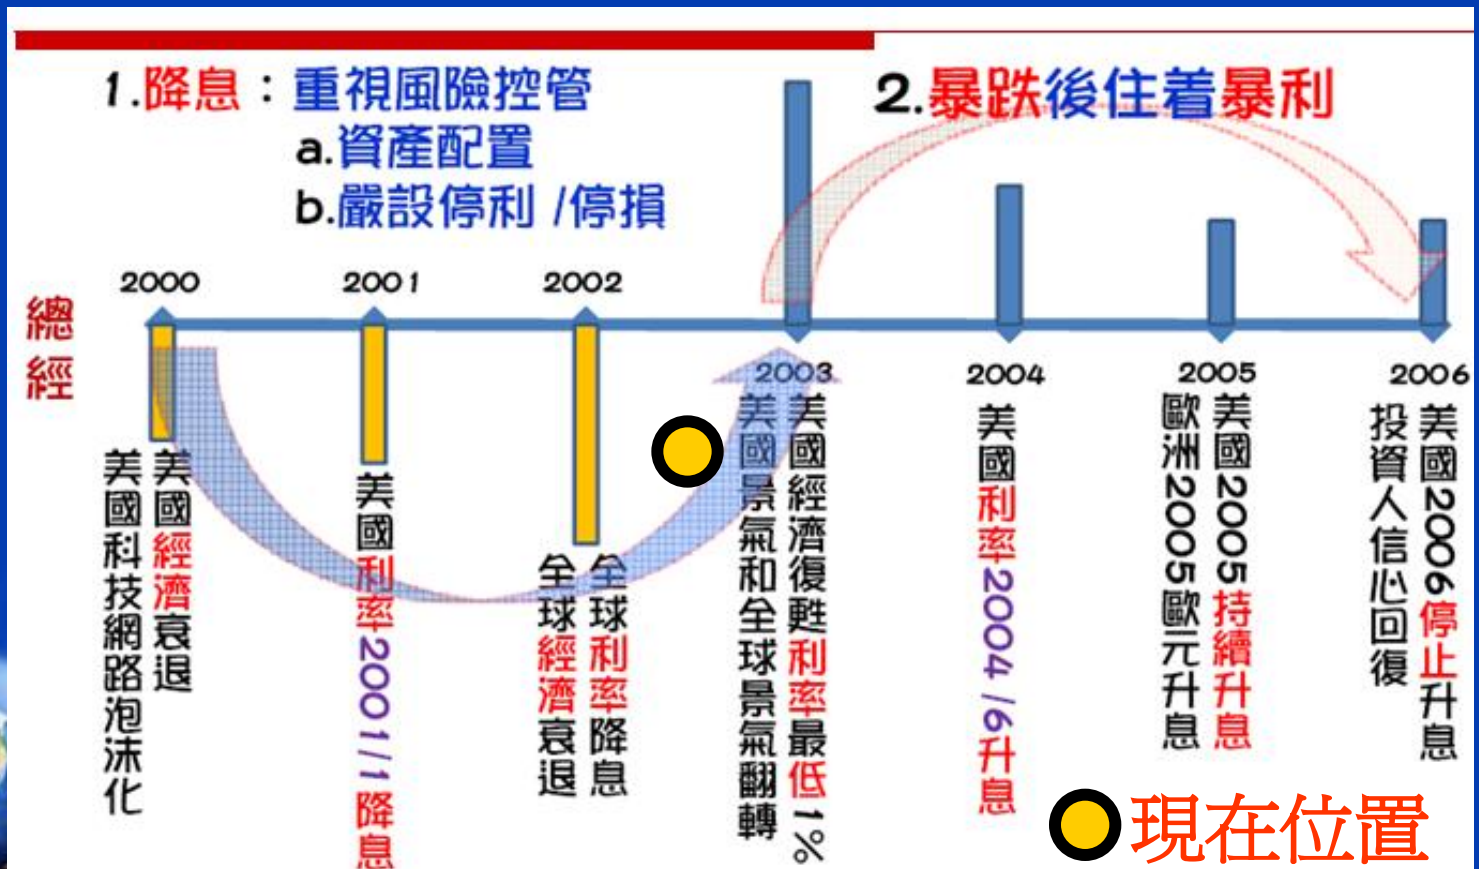 1.降息：重視風險控管
a.資產配置
b.嚴設停利 /停損
2.暴跌後住着暴利
總經
2000
2001
2002
2003
2004
2005
2006
美國經濟衰退
美國科技網路泡沫化
美國利率2001/1 降息
全球利率降息
全球經濟衰退
美國經濟復甦利率最低1%
美國景氣和全球景氣翻轉
美國利率2004 /6升息
美國2005持續升息
歐洲2005歐元升息
美國2006停止升息
投資人信心回復
現在位置